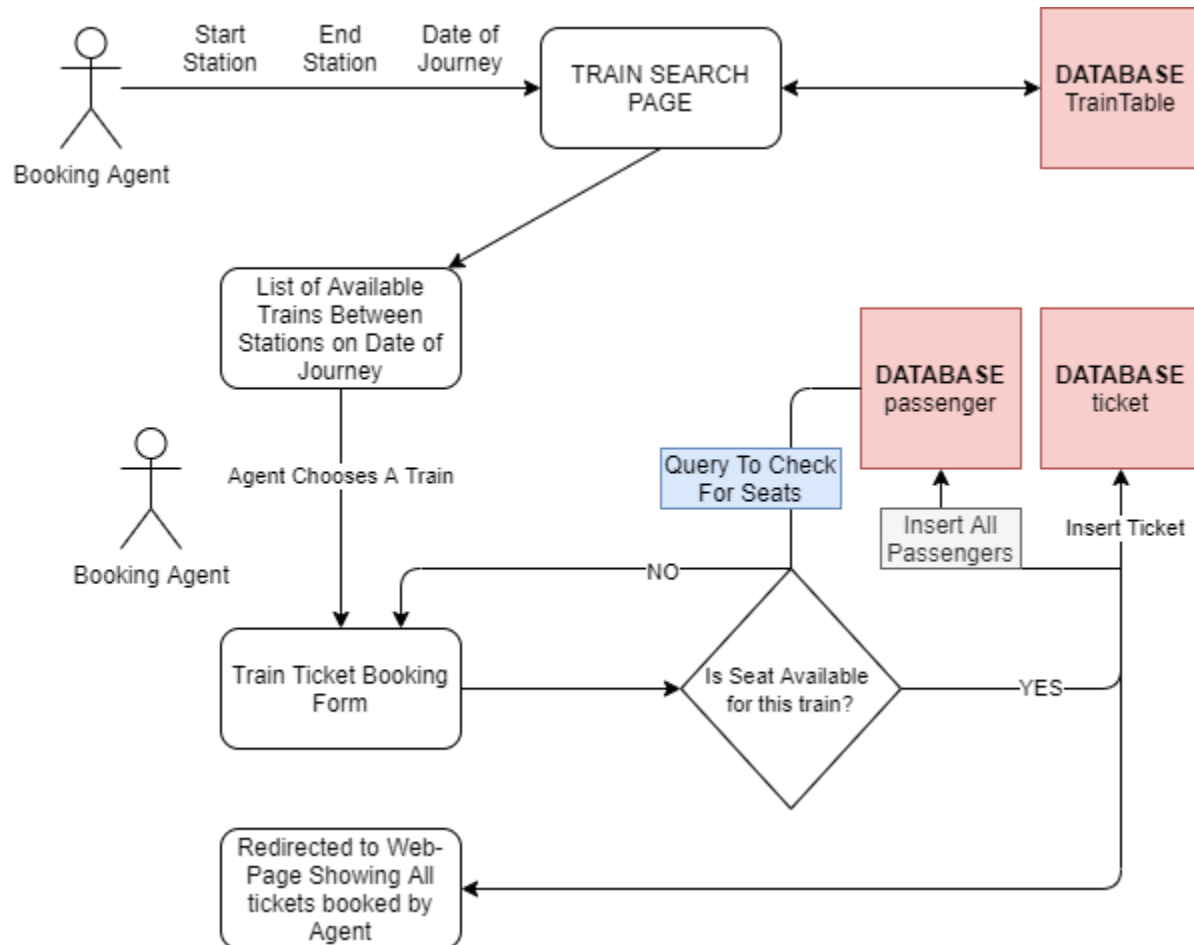 Start
Station
End
Station
Date of
Journey
TRAIN SEARCH
PAGE
DATABASE
TrainTable
Booking Agent
List of Available
Trains Between
Stations on Date of
Journey
DATABASE
passenger
DATABASE
ticket
Agent Chooses A Train
Query To Check
For Seats
Insert All
Passengers
Insert Ticket
Booking Agent
NO
Train Ticket Booking
Form
Is Seat Available
for this train?
YES
Redirected to Web-
Page Showing All
tickets booked by
Agent